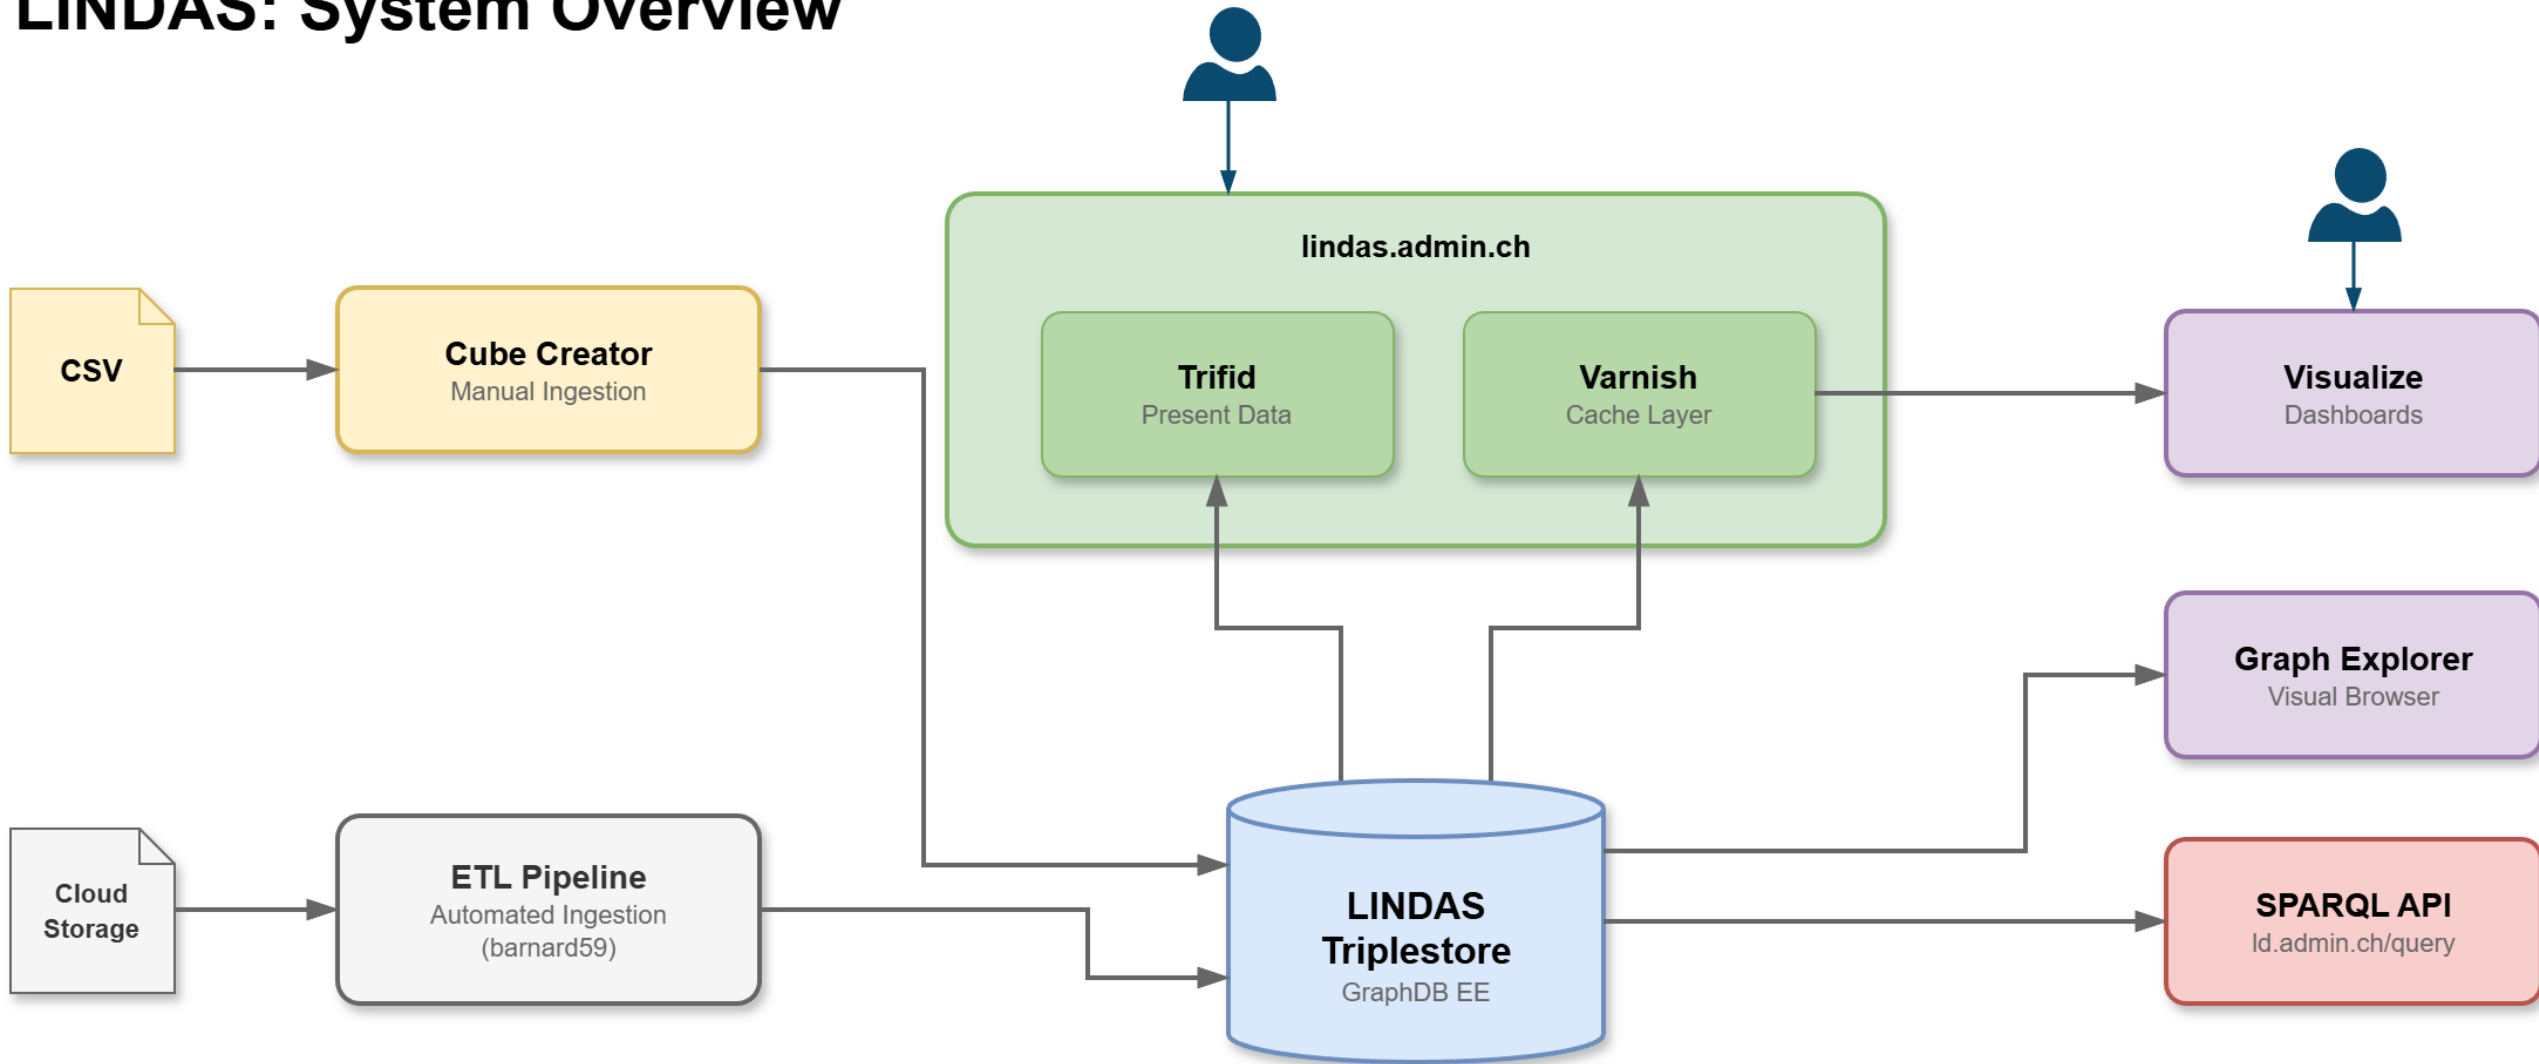 LINDAS: System Overview
lindas.admin.ch
CSV
Cube Creator
Manual Ingestion
Trifid
Present Data
Varnish
Cache Layer
Visualize
Dashboards
Graph Explorer
Visual Browser
Cloud
Storage
ETL Pipeline
Automated Ingestion
(barnard59)
LINDAS
Triplestore
GraphDB EE
SPARQL API
ld.admin.ch/query